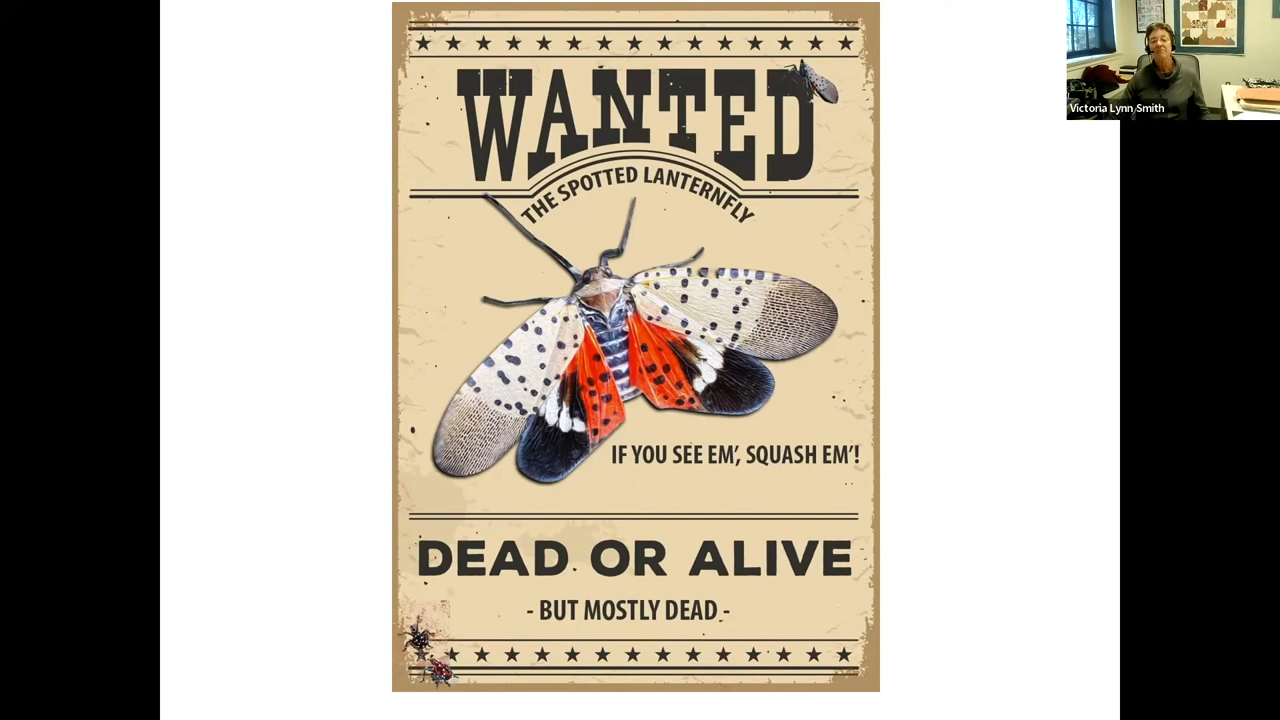 WANTED
THE SPOTTED LANTERNFLY
IF YOU SEE EM', SQUASH EM'!
DEAD OR ALIVE
- BUT MOSTLY DEAD -
Victoria Lynn Smith